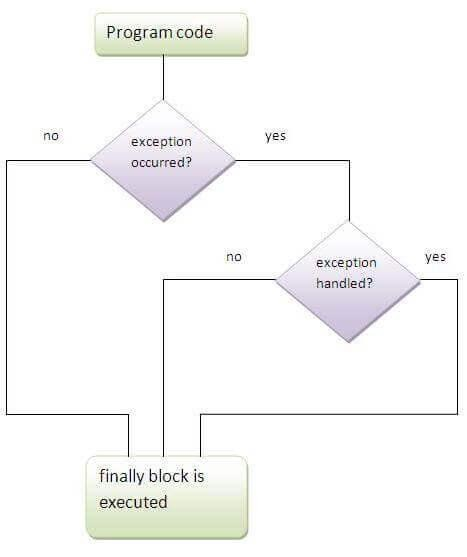 Program code
no
yes
exception
occurred?
no
yes
exception
handled?
finally block is
executed